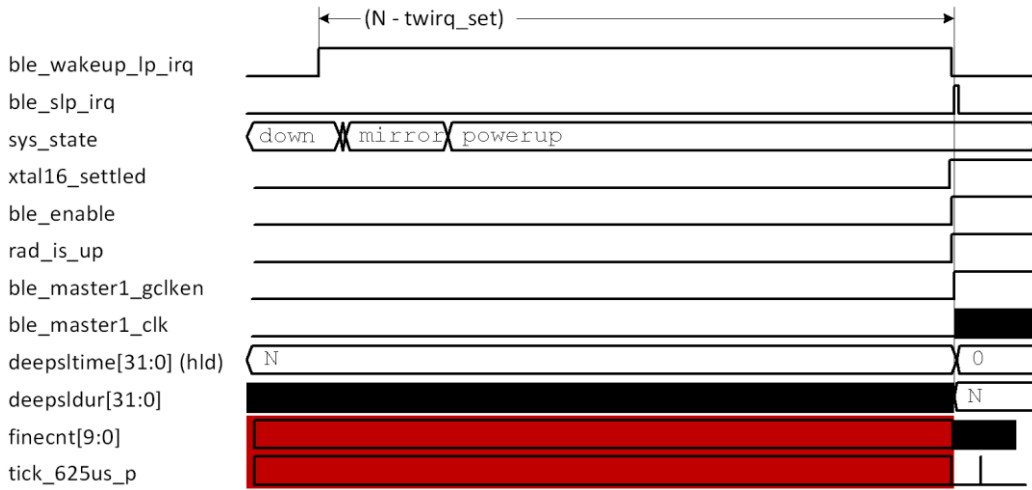 (N - twirq_set)
ble_wakeup_lp_irq
ble_slp_irq
sys_state down mirror powerup
xtal16_settled
ble_enable
rad_is_up
ble_master1_gclken
ble_master1_clk
deepsltime[31:0] (hld) N 0
deepsldur[31:0] N
finecnt[9:0]
tick_625us_p